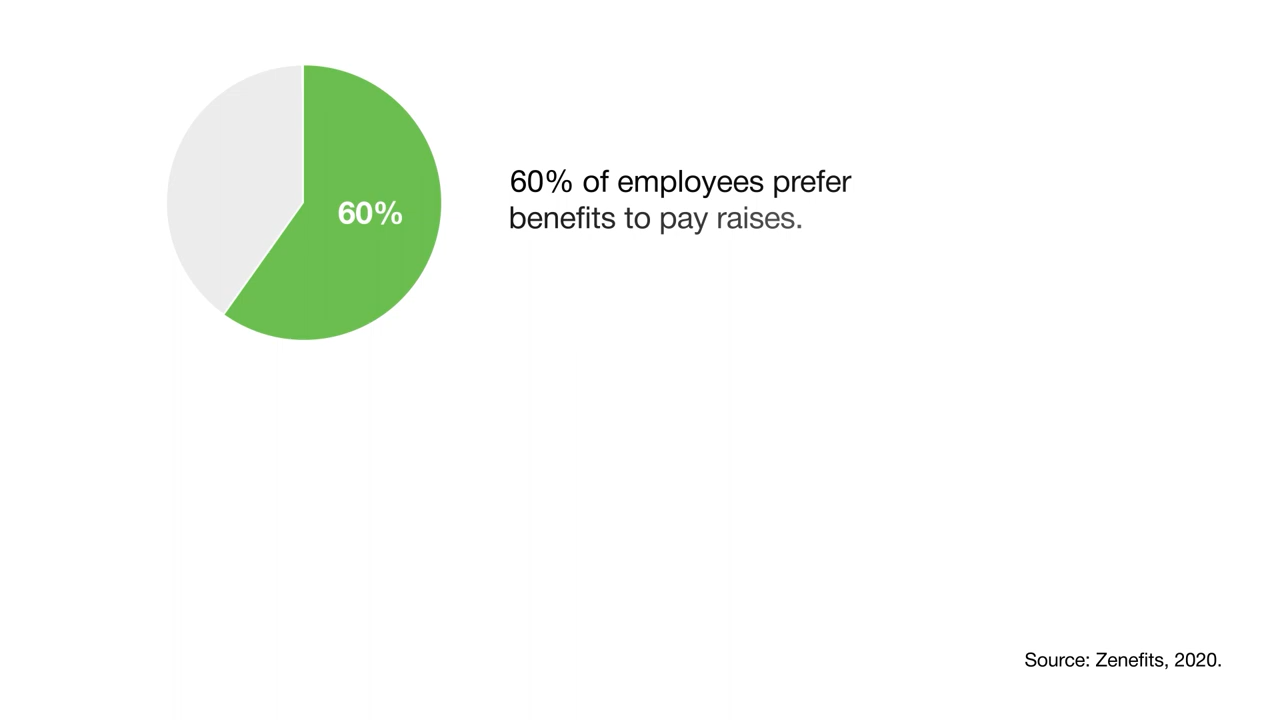 60%
60% of employees prefer
benefits to pay raises.
Source: Zenefits, 2020.